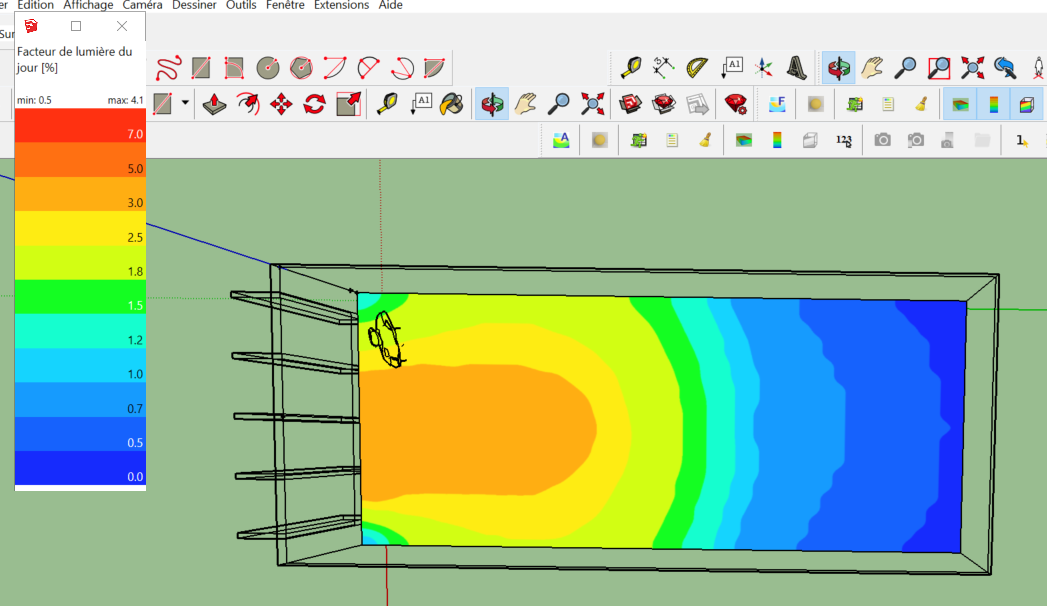 er Edition Affichage Caméra Dessiner Outils Fenêtre Extensions Aide
Sur
Facteur de lumière du
jour [%]
min: 0.5 max: 4.1
7.0
5.0
3.0
2.5
1.8
1.5
1.2
1.0
0.7
0.5
0.0
A1
A1
F
A
123
1